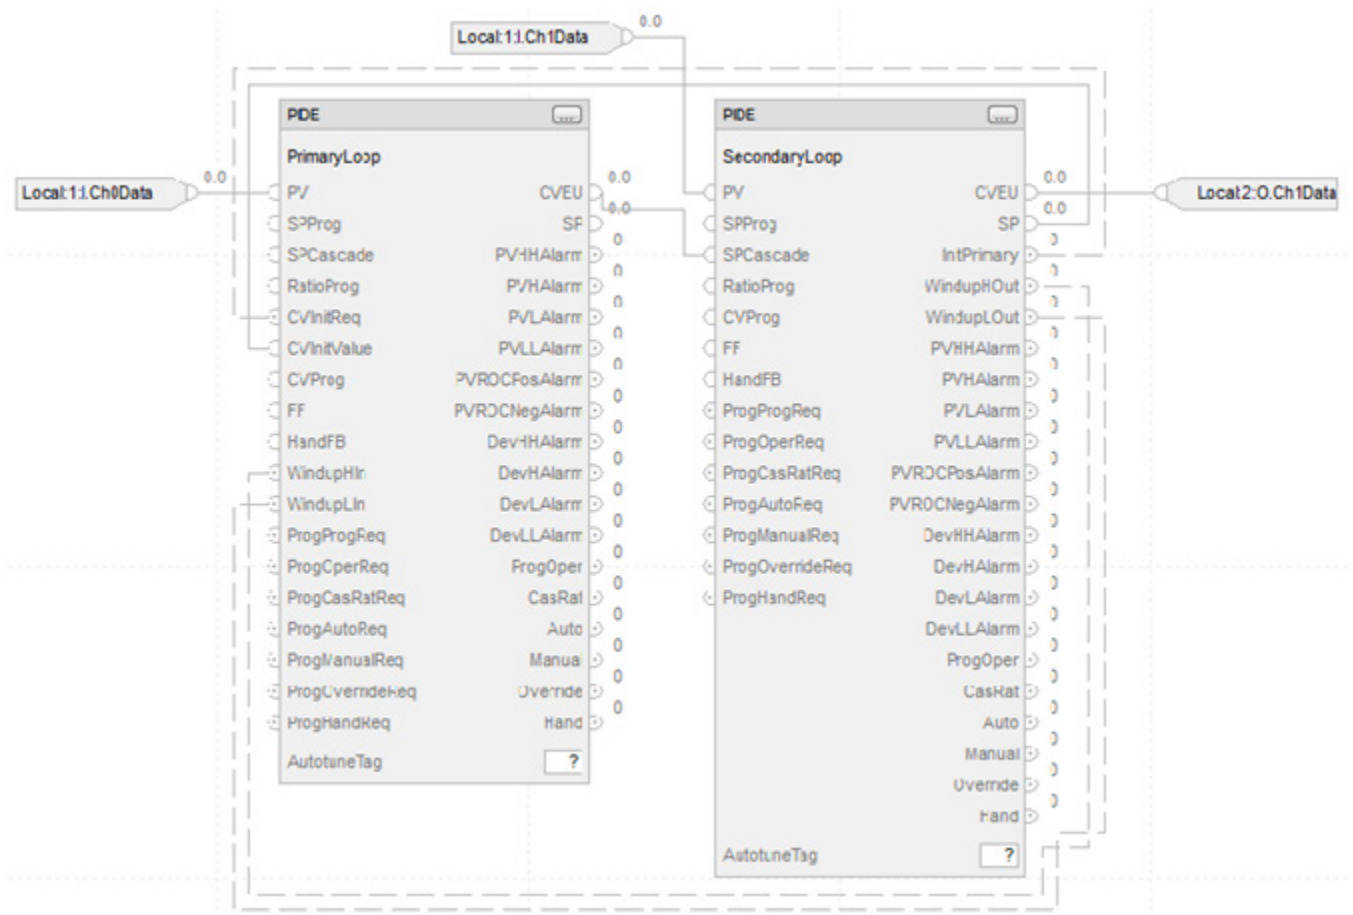 Local:1:I.Ch1Data
0.0
PIDE
...
PrimaryLoop
Local:1:I.Ch0Data
0.0
PV
CVEU
0.0
SPProg
SP
0.0
SPCascade
PVHHAlarm
0
RatioProg
PVHAlarm
0
CVInitReq
PVLAlarm
0
CVInitValue
PVLLAlarm
0
CVProg
PVROCPosAlarm
0
FF
PVROCNegAlarm
0
HandFB
DevHHAlarm
0
WindupHIn
DevHAlarm
0
WindupLIn
DevLAlarm
0
ProgProgReq
DevLLAlarm
0
ProgOperReq
ProgOper
0
ProgCasRatReq
CasRat
0
ProgAutoReq
Auto
0
ProgManualReq
Manual
0
ProgOverrideReq
Override
0
ProgHandReq
Hand
0
AutotuneTag
?
PIDE
...
SecondaryLoop
PV
CVEU
0.0
Local:2:O.Ch1Data
SPProg
SP
0.0
SPCascade
IntPrimary
0
RatioProg
WindupHOut
0
CVProg
WindupLOut
0
FF
PVHHAlarm
0
HandFB
PVHAlarm
0
ProgProgReq
PVLAlarm
0
ProgOperReq
PVLLAlarm
0
ProgCasRatReq
PVROCPosAlarm
0
ProgAutoReq
PVROCNegAlarm
0
ProgManualReq
DevHHAlarm
0
ProgOverrideReq
DevHAlarm
0
ProgHandReq
DevLAlarm
0
DevLLAlarm
0
ProgOper
0
CasRat
0
Auto
0
Manual
0
Override
0
Hand
0
AutotuneTag
?